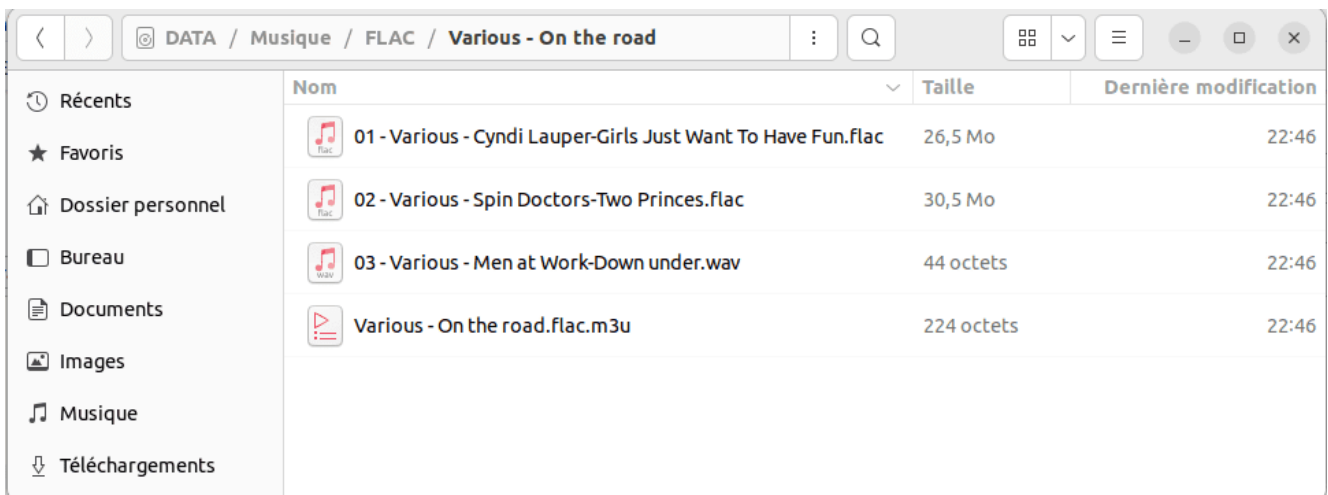 DATA / Musique / FLAC / Various - On the road
Nom Taille Dernière modification
Récents
Favoris
Dossier personnel
Bureau
Documents
Images
Musique
Téléchargements
flac 01 - Various - Cyndi Lauper-Girls Just Want To Have Fun.flac 26,5 Mo 22:46
flac 02 - Various - Spin Doctors-Two Princes.flac 30,5 Mo 22:46
wav 03 - Various - Men at Work-Down under.wav 44 octets 22:46
Various - On the road.flac.m3u 224 octets 22:46